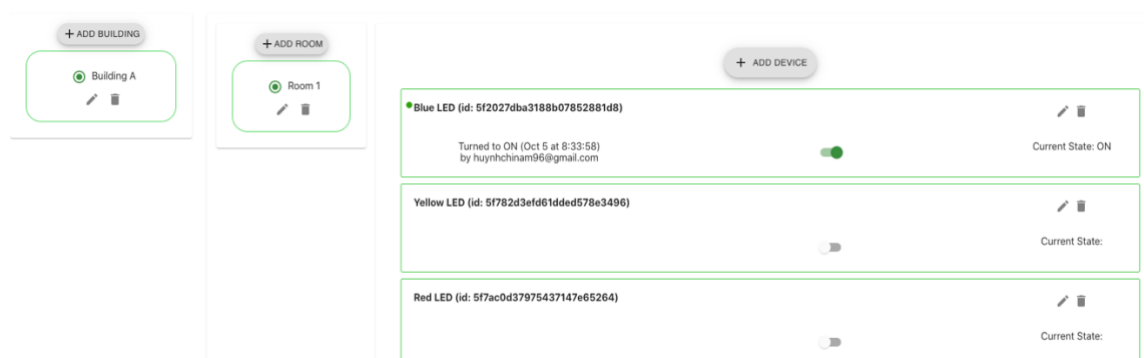 + ADD BUILDING
Building A
+ ADD ROOM
Room 1
+ ADD DEVICE
Blue LED (id: 5f2027dba3188b07852881d8)
Turned to ON (Oct 5 at 8:33:58)
by huynhchinam96@gmail.com
Current State: ON
Yellow LED (id: 5f782d3efd61dded578e3496)
Current State:
Red LED (id: 5f7ac0d37975437147e65264)
Current State: